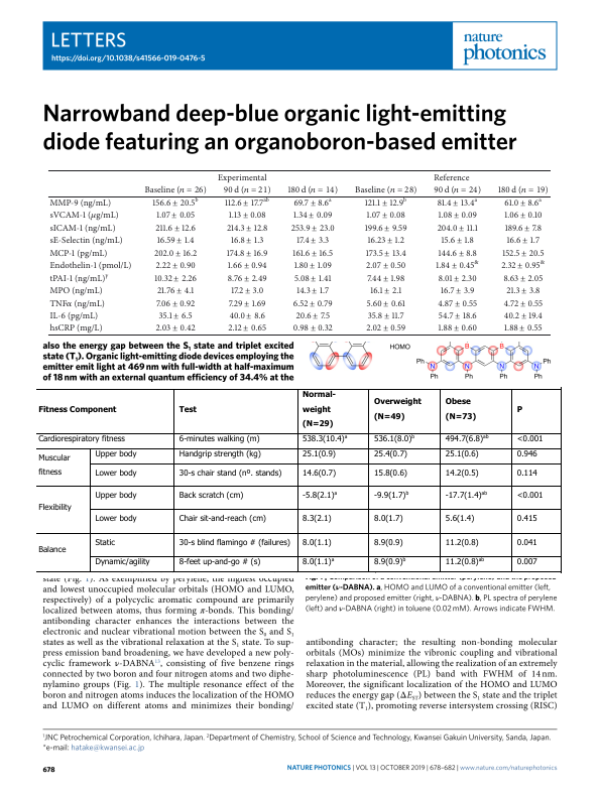 LETTERS
https://doi.org/10.1038/s41566-019-0476-5
nature
photonics
Narrowband deep-blue organic light-emitting
diode featuring an organoboron-based emitter
Experimental Reference
Baseline (n = 26) 90 d (n = 21) 180 d (n = 14) Baseline (n = 28) 90 d (n = 24) 180 d (n = 19)
MMP-9 (ng/mL) 156.6 ± 20.5b 112.6 ± 17.7ab 69.7 ± 8.6a 121.1 ± 12.9b 81.4 ± 13.4a 61.0 ± 8.6a
sVCAM-1 (μg/mL) 1.07 ± 0.05 1.13 ± 0.08 1.34 ± 0.09 1.07 ± 0.08 1.08 ± 0.09 1.06 ± 0.10
sICAM-1 (ng/mL) 211.6 ± 12.6 214.3 ± 12.8 253.9 ± 23.0 199.6 ± 9.59 204.0 ± 11.1 189.6 ± 7.8
sE-Selectin (ng/mL) 16.59 ± 1.4 16.8 ± 1.3 17.4 ± 3.3 16.23 ± 1.2 15.6 ± 1.8 16.6 ± 1.7
MCP-1 (pg/mL) 202.0 ± 16.2 174.8 ± 16.9 161.6 ± 16.5 173.5 ± 13.4 144.6 ± 8.8 152.5 ± 20.5
Endothelin-1 (pmol/L) 2.22 ± 0.90 1.66 ± 0.94 1.80 ± 1.09 2.07 ± 0.50 1.84 ± 0.45 2.32 ± 0.95
tPAI-1 (ng/mL)† 10.32 ± 2.26 8.76 ± 2.49 5.08 ± 1.41 7.44 ± 1.98 8.01 ± 2.30 8.63 ± 2.05
MPO (ng/mL) 21.76 ± 4.1 17.2 ± 3.0 14.3 ± 1.7 16.1 ± 2.1 16.7 ± 3.9 21.3 ± 3.8
TNFα (ng/mL) 7.06 ± 0.92 7.29 ± 1.69 6.52 ± 0.79 5.60 ± 0.61 4.87 ± 0.55 4.72 ± 0.55
IL-6 (pg/mL) 35.1 ± 6.5 40.0 ± 8.6 20.6 ± 7.5 35.8 ± 11.7 54.7 ± 18.6 40.2 ± 19.4
hsCRP (mg/L) 2.03 ± 0.42 2.12 ± 0.65 0.98 ± 0.32 2.02 ± 0.59 1.88 ± 0.60 1.88 ± 0.55
also the energy gap between the S1 state and triplet excited
state (T1). Organic light-emitting diode devices employing the
emitter emit light at 469 nm with full-width at half-maximum
of 18 nm with an external quantum efficiency of 34.4% at the
HOMO
B B
Ph N N N N Ph
Ph Ph Ph Ph
Fitness Component Test Normal-weight (N=29) Overweight (N=49) Obese (N=73) P
Cardiorespiratory fitness 6-minutes walking (m) 538.3(10.4)a 536.1(8.0)b 494.7(6.8)ab <0.001
Muscular fitness Upper body Handgrip strength (kg) 25.1(0.9) 25.4(0.7) 25.1(0.6) 0.946
Lower body 30-s chair stand (nº. stands) 14.6(0.7) 15.8(0.6) 14.2(0.5) 0.114
Flexibility Upper body Back scratch (cm) -5.8(2.1)a -9.9(1.7)b -17.7(1.4)ab <0.001
Lower body Chair sit-and-reach (cm) 8.3(2.1) 8.0(1.7) 5.6(1.4) 0.415
Balance Static 30-s blind flamingo # (failures) 8.0(1.1) 8.9(0.9) 11.2(0.8) 0.041
Dynamic/agility 8-feet up-and-go # (s) 8.0(1.1)a 8.9(0.9)b 11.2(0.8)ab 0.007
state (Fig. 1). As exemplified by perylene, the highest occupied
and lowest unoccupied molecular orbitals (HOMO and LUMO,
respectively) of a polycyclic aromatic compound are primarily
localized between atoms, thus forming π-bonds. This bonding/
antibonding character enhances the interactions between the
electronic and nuclear vibrational motion between the S0 and S1
states as well as the vibrational relaxation at the S1 state. To sup-
press emission band broadening, we have developed a new poly-
cyclic framework ν-DABNA12, consisting of five benzene rings
connected by two boron and four nitrogen atoms and two diphe-
nylamino groups (Fig. 1). The multiple resonance effect of the
boron and nitrogen atoms induces the localization of the HOMO
and LUMO on different atoms and minimizes their bonding/
emitter (ν-DABNA). a, HOMO and LUMO of a conventional emitter (left,
perylene) and proposed emitter (right, ν-DABNA). b, PL spectra of perylene
(left) and ν-DABNA (right) in toluene (0.02 mM). Arrows indicate FWHM.
antibonding character; the resulting non-bonding molecular
orbitals (MOs) minimize the vibronic coupling and vibrational
relaxation in the material, allowing the realization of an extremely
sharp photoluminescence (PL) band with FWHM of 14 nm.
Moreover, the significant localization of the HOMO and LUMO
reduces the energy gap (ΔEST) between the S1 state and the triplet
excited state (T1), promoting reverse intersystem crossing (RISC)
1JNC Petrochemical Corporation, Ichihara, Japan. 2Department of Chemistry, School of Science and Technology, Kwansei Gakuin University, Sanda, Japan.
*e-mail: hatake@kwansei.ac.jp
678 NATURE PHOTONICS | VOL 13 | OCTOBER 2019 | 678–682 | www.nature.com/naturephotonics